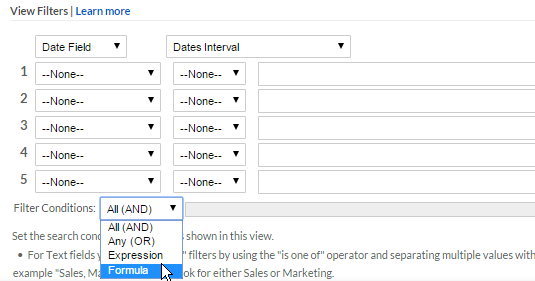 View Filters | Learn more
Date Field Dates Interval
1 --None-- --None--
2 --None-- --None--
3 --None-- --None--
4 --None-- --None--
5 --None-- --None--
Filter Conditions: All (AND)
All (AND)
Any (OR)
Expression
Formula
Set the search cond s shown in this view.
• For Text fields " filters by using the "is one of" operator and separating multiple values with
example "Sales, Ma ok for either Sales or Marketing.